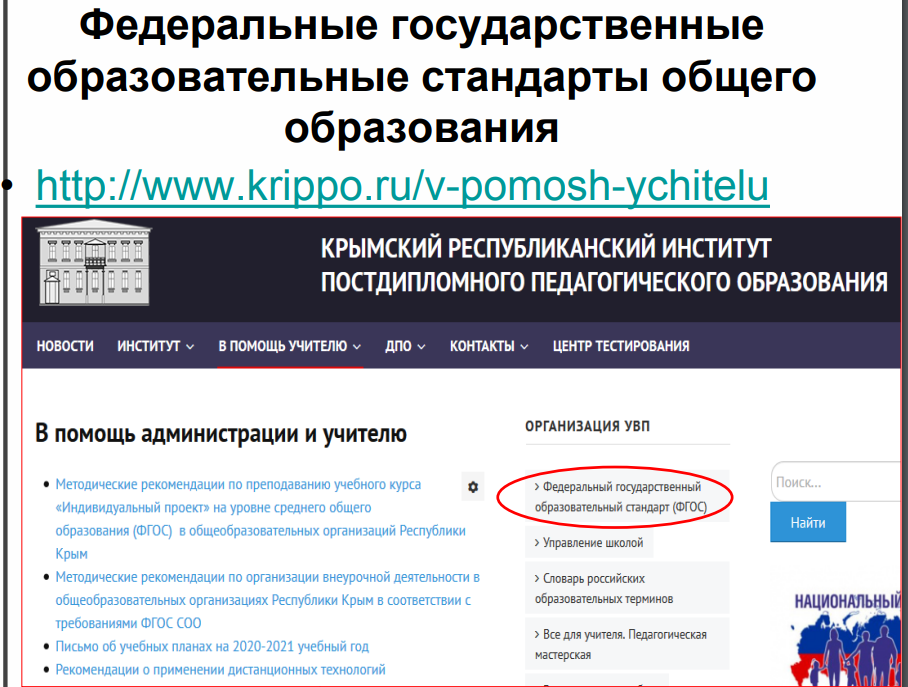 Федеральные государственные
образовательные стандарты общего
образования
• http://www.krippo.ru/v-pomosh-ychitelu
КРЫМСКИЙ РЕСПУБЛИКАНСКИЙ ИНСТИТУТ
ПОСТДИПЛОМНОГО ПЕДАГОГИЧЕСКОГО ОБРАЗОВАНИЯ
НОВОСТИ ИНСТИТУТ В ПОМОЩЬ УЧИТЕЛЮ ДПО КОНТАКТЫ ЦЕНТР ТЕСТИРОВАНИЯ
В помощь администрации и учителю
• Методические рекомендации по преподаванию учебного курса
«Индивидуальный проект» на уровне среднего общего
образования (ФГОС) в общеобразовательных организаций Республики
Крым
• Методические рекомендации по организации внеурочной деятельности в
общеобразовательных организациях Республики Крым в соответствии с
требованиями ФГОС СОО
• Письмо об учебных планах на 2020-2021 учебный год
• Рекомендации о применении дистанционных технологий
ОРГАНИЗАЦИЯ УВП
> Федеральный государственный
образовательный стандарт (ФГОС)
> Управление школой
> Словарь российских
образовательных терминов
> Все для учителя. Педагогическая
мастерская
Поиск...
Найти
НАЦИОНАЛЬНЫЙ